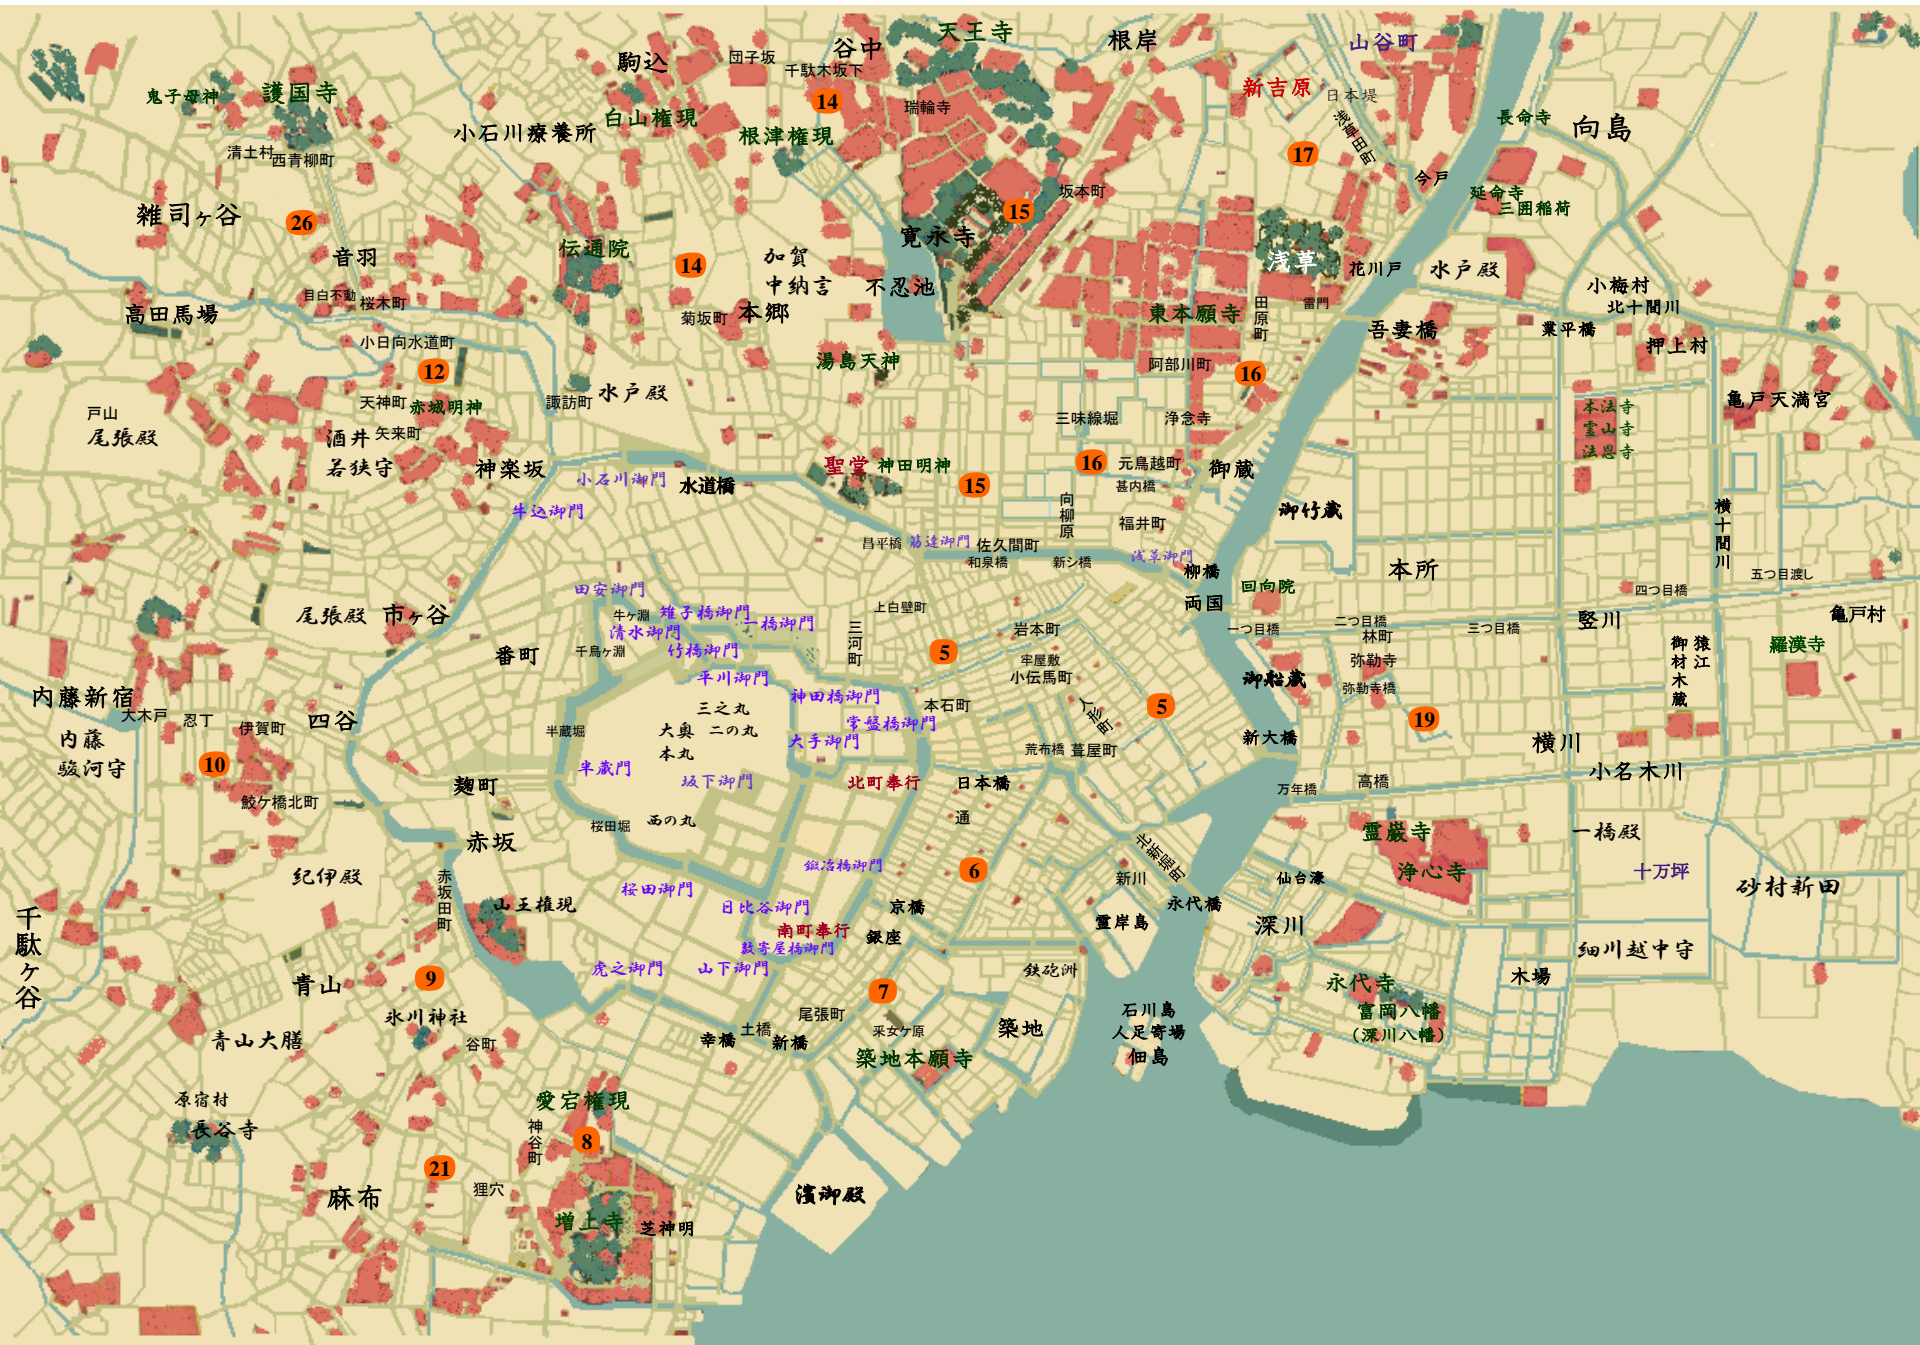 天王寺
根岸
山谷町
谷中
駒込
団子坂
千駄木坂下
14
新吉原
日本堤
浅草田町
鬼子母神
護国寺
白山権現
瑞輪寺
長命寺
向島
小石川療養所
根津権現
清土村
西青柳町
17
今戸
坂本町
延命寺
三囲稲荷
雑司ヶ谷
26
15
寛永寺
音羽
伝通院
14
加賀
中納言
浅草
花川戸
水戸殿
不忍池
小梅村
目白不動
桜木町
田原町
雷門
北十間川
高田馬場
菊坂町
本郷
東本願寺
吾妻橋
業平橋
押上村
小日向水道町
湯島天神
阿部川町
12
16
水戸殿
天神町
赤城明神
諏訪町
亀戸天満宮
戸山
尾張殿
三味線堀
浄念寺
本法寺
霊山寺
法恩寺
酒井
若狭守
矢来町
神楽坂
聖堂
神田明神
16
元鳥越町
御蔵
小石川御門
水道橋
15
甚内橋
向柳原
牛込御門
福井町
御竹蔵
横十間川
昌平橋
筋違御門
佐久間町
和泉橋
新シ橋
浅草御門
柳橋
本所
五つ目渡し
田安御門
回向院
四つ目橋
両国
尾張殿
市ヶ谷
牛ヶ淵
雉子橋御門
一橋御門
上白壁町
岩本町
清水御門
三河町
一つ目橋
二つ目橋
林町
三つ目橋
竪川
亀戸村
番町
千鳥ヶ淵
竹橋御門
5
牢屋敷
小伝馬町
弥勒寺
御材木蔵
猿江
羅漢寺
平川御門
御船蔵
弥勒寺橋
内藤新宿
神田橋御門
本石町
人形町
5
19
大木戸
忍丁
伊賀町
四谷
半蔵堀
三之丸
大奥
二の丸
本丸
常盤橋御門
大手御門
荒布橋
葺屋町
新大橋
横川
内藤
駿河守
10
半蔵門
坂下御門
北町奉行
日本橋
小名木川
麹町
高橋
万年橋
鮫ケ橋北町
桜田堀
西の丸
通
赤坂
北新堀町
霊巌寺
一橋殿
鍛冶橋御門
6
新川
浄心寺
十万坪
紀伊殿
赤坂田町
桜田御門
仙台濠
砂村新田
日比谷御門
京橋
永代橋
山王権現
南町奉行
銀座
霊岸島
深川
千駄ヶ谷
数寄屋橋御門
細川越中守
虎之御門
山下御門
鉄砲洲
木場
青山
9
7
永代寺
石川島
人足寄場
佃島
富岡八幡
(深川八幡)
氷川神社
尾張町
采女ケ原
築地
土橋
幸橋
新橋
青山大膳
谷町
築地本願寺
原宿村
長谷寺
愛宕権現
神谷町
8
21
狸穴
麻布
濱御殿
増上寺
芝神明